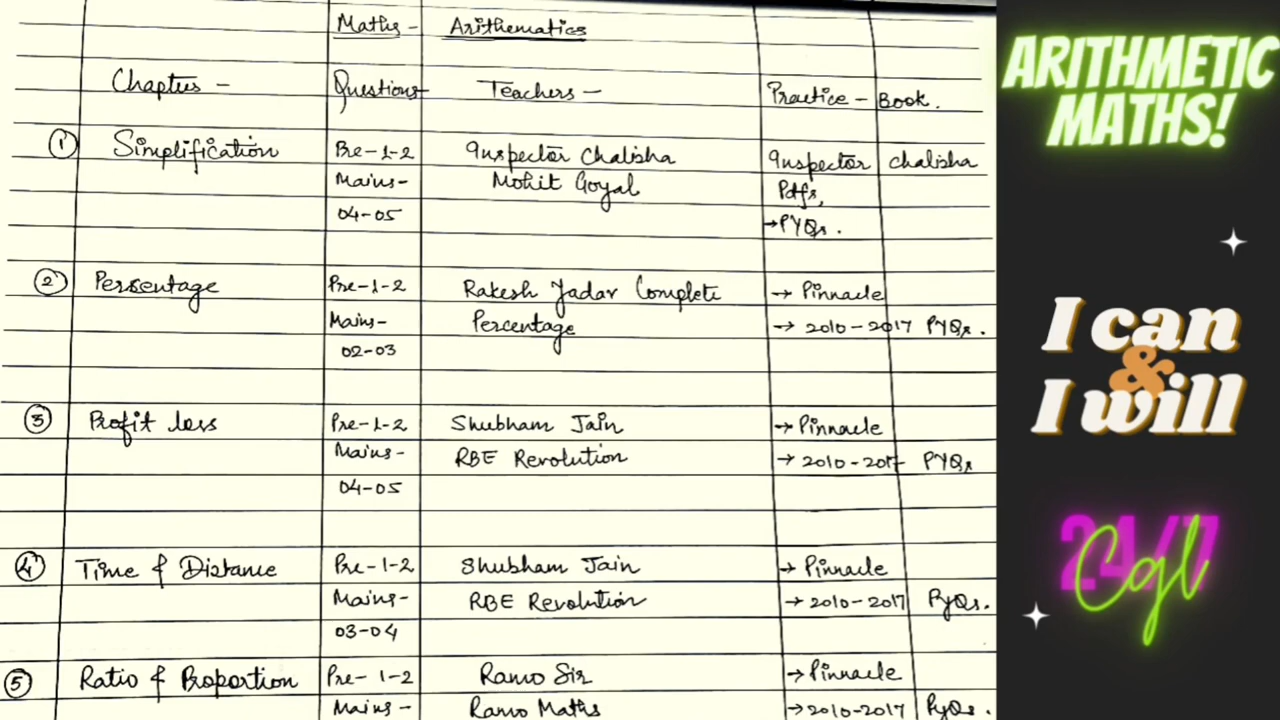 Maths - Arithematics
Chapters - Questions- Teachers - Practice - Book.
① Simplification Pre-1-2 Inspector Chalisha Inspector chalisha
Mains- Mohit Goyal Pdfs,
04-05 →PYQs.
② Persentage Pre-1-2 Rakesh Yadav Complete → Pinnacle
Mains- Percentage → 2010-2017 PYQs.
02-03
③ Profit loss Pre-1-2 Shubham Jain → Pinnacle
Mains- RBE Revolution → 2010-2017 PYQs
04-05
④ Time & Distance Pre-1-2 Shubham Jain → Pinnacle
Mains- RBE Revolution → 2010-2017 PyQs.
03-04
⑤ Ratio & Proportion Pre-1-2 Ramo Sir → Pinnacle
Mains- Ramo Maths → 2010-2017 PyQs.
ARITHMETIC
MATHS!
I can
&
I will
24/7
Cgl